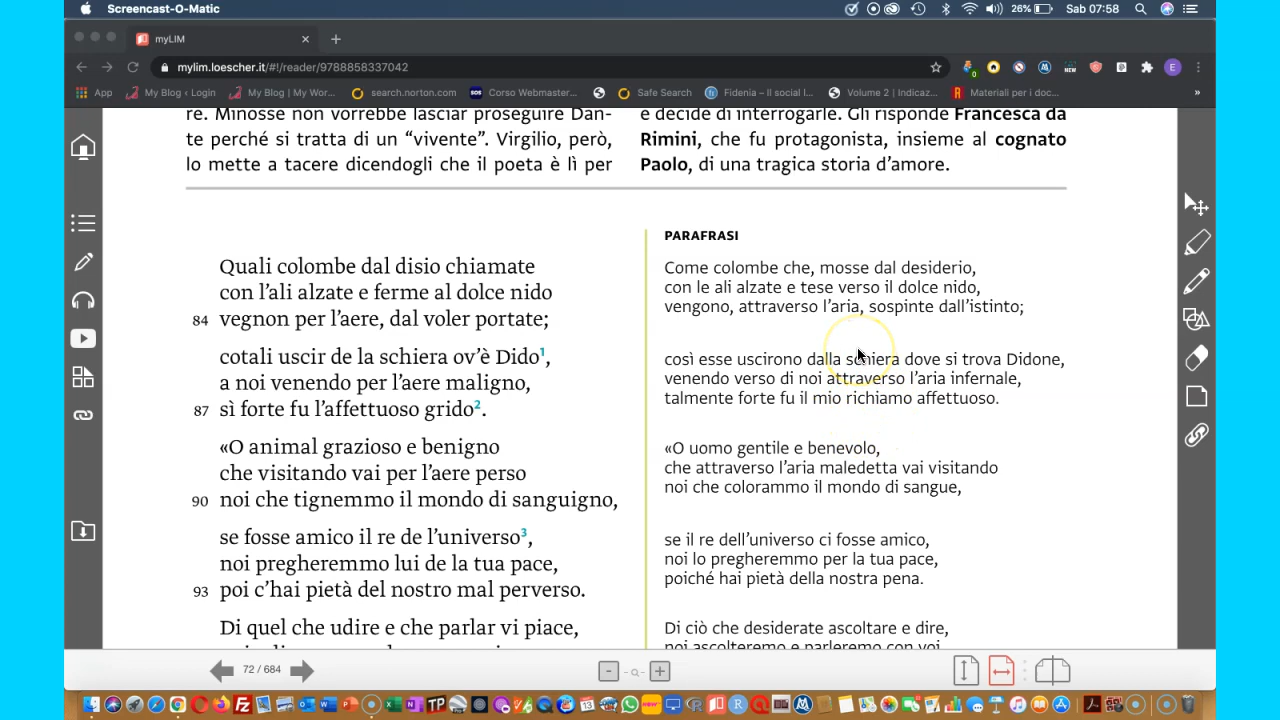 Screencast-O-Matic
26%
Sab 07:58
myLIM
mylim.loescher.it/#!/reader/9788858337042
NEW
E
App
My Blog ‹ Login
My Blog | My Wor...
search.norton.com
SOS
Corso Webmaster...
Safe Search
Fidenia – Il social l...
Volume 2 | Indicaz...
Materiali per i doc...
»
re. Minosse non vorrebbe lasciar proseguire Dan-
te perché si tratta di un “vivente”. Virgilio, però,
lo mette a tacere dicendogli che il poeta è lì per
e decide di interrogarle. Gli risponde Francesca da
Rimini, che fu protagonista, insieme al cognato
Paolo, di una tragica storia d’amore.
Quali colombe dal disio chiamate
con l’ali alzate e ferme al dolce nido
84 vegnon per l’aere, dal voler portate;
cotali uscir de la schiera ov’è Dido1,
a noi venendo per l’aere maligno,
87 sì forte fu l’affettuoso grido2.
«O animal grazioso e benigno
che visitando vai per l’aere perso
90 noi che tignemmo il mondo di sanguigno,
se fosse amico il re de l’universo3,
noi pregheremmo lui de la tua pace,
93 poi c’hai pietà del nostro mal perverso.
Di quel che udire e che parlar vi piace,
PARAFRASI
Come colombe che, mosse dal desiderio,
con le ali alzate e tese verso il dolce nido,
vengono, attraverso l’aria, sospinte dall’istinto;
così esse uscirono dalla schiera dove si trova Didone,
venendo verso di noi attraverso l’aria infernale,
talmente forte fu il mio richiamo affettuoso.
«O uomo gentile e benevolo,
che attraverso l’aria maledetta vai visitando
noi che colorammo il mondo di sangue,
se il re dell’universo ci fosse amico,
noi lo pregheremmo per la tua pace,
poiché hai pietà della nostra pena.
Di ciò che desiderate ascoltare e dire,
noi ascolteremo e parleremo con voi
72 / 684